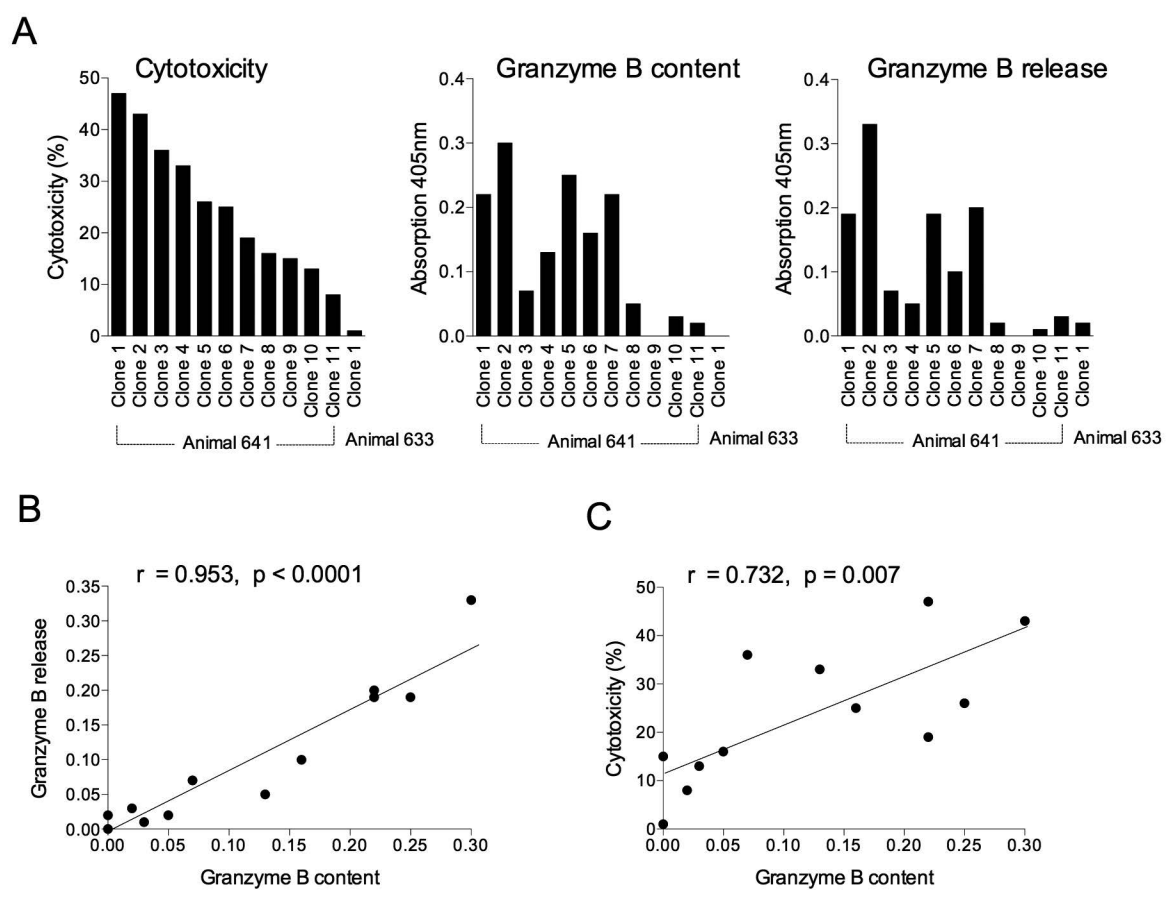 A
Cytotoxicity
Cytotoxicity (%)
50
40
30
20
10
0
Clone 1
Clone 2
Clone 3
Clone 4
Clone 5
Clone 6
Clone 7
Clone 8
Clone 9
Clone 10
Clone 11
Clone 1
Animal 641
Animal 633
Granzyme B content
Absorption 405nm
0.4
0.3
0.2
0.1
0.0
Clone 1
Clone 2
Clone 3
Clone 4
Clone 5
Clone 6
Clone 7
Clone 8
Clone 9
Clone 10
Clone 11
Clone 1
Animal 641
Animal 633
Granzyme B release
Absorption 405nm
0.4
0.3
0.2
0.1
0.0
Clone 1
Clone 2
Clone 3
Clone 4
Clone 5
Clone 6
Clone 7
Clone 8
Clone 9
Clone 10
Clone 11
Clone 1
Animal 641
Animal 633
B
r = 0.953, p < 0.0001
Granzyme B release
0.35
0.30
0.25
0.20
0.15
0.10
0.05
0.00
0.00 0.05 0.10 0.15 0.20 0.25 0.30
Granzyme B content
C
r = 0.732, p = 0.007
Cytotoxicity (%)
50
40
30
20
10
0
0.00 0.05 0.10 0.15 0.20 0.25 0.30
Granzyme B content